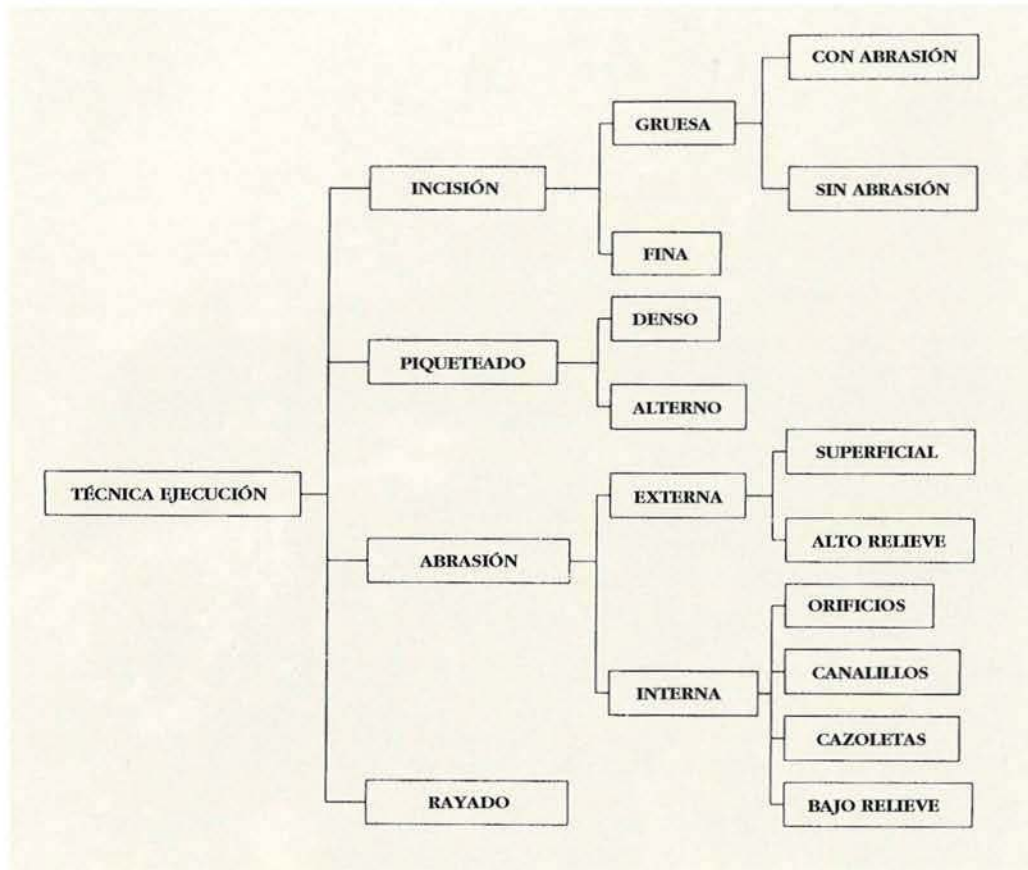 TÉCNICA EJECUCIÓN
INCISIÓN
GRUESA
CON ABRASIÓN
SIN ABRASIÓN
FINA
PIQUETEADO
DENSO
ALTERNO
ABRASIÓN
EXTERNA
SUPERFICIAL
ALTO RELIEVE
INTERNA
ORIFICIOS
CANALILLOS
CAZOLETAS
BAJO RELIEVE
RAYADO